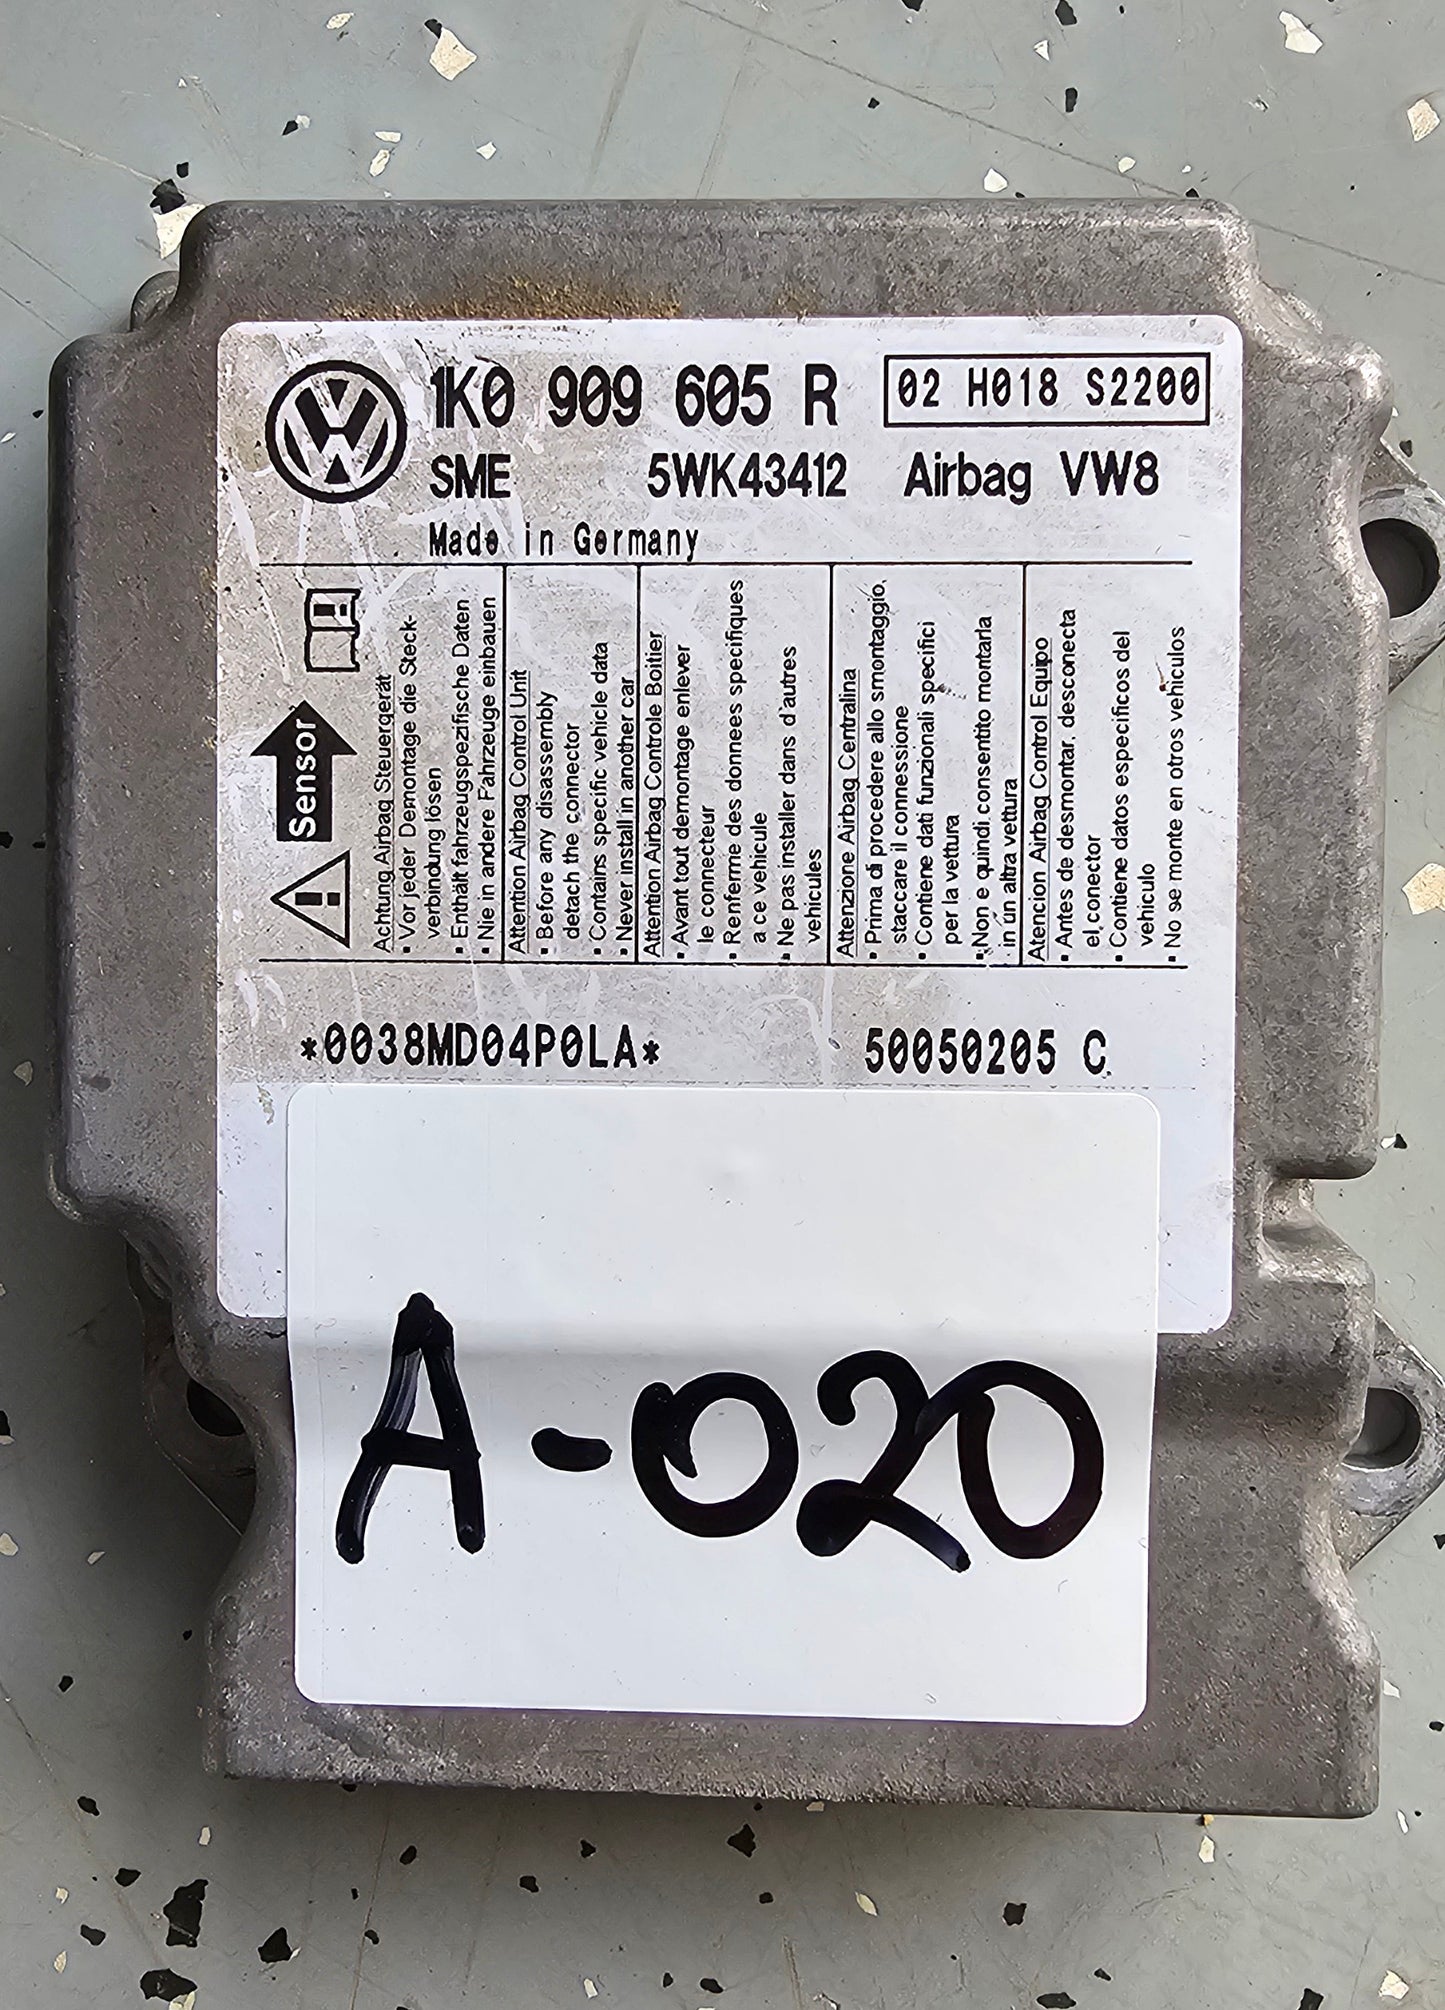 1K0 909 605 R 02 H018 S2200
SME 5WK43412 Airbag VW8
Made in Germany
Sensor
Achtung Airbag Steuergerät
▪ Vor jeder Demontage die Steck-
verbindung lösen
▪ Enthält fahrzeugspezifische Daten
▪ Nie in andere Fahrzeuge einbauen
Attention Airbag Control Unit
▪ Before any disassembly
detach the connector
▪ Contains specific vehicle data
▪ Never install in another car
Attention Airbag Controle Boitier
▪ Avant tout demontage enlever
le connecteur
▪ Renferme des donnees specifiques
a ce vehicule
▪ Ne pas installer dans d'autres
vehicules
Attenzione Airbag Centralina
▪ Prima di procedere allo smontaggio,
staccare il connessione
▪ Contiene dati funzionali specifici
per la vettura
▪ Non e quindi consentito montarla
in un altra vettura
Atencion Airbag Control Equipo
▪ Antes de desmontar, desconecta
el conector
▪ Contiene datos especificos del
vehiculo
▪ No se monte en otros vehiculos
*0038MD04P0LA* 50050205 C
A-020